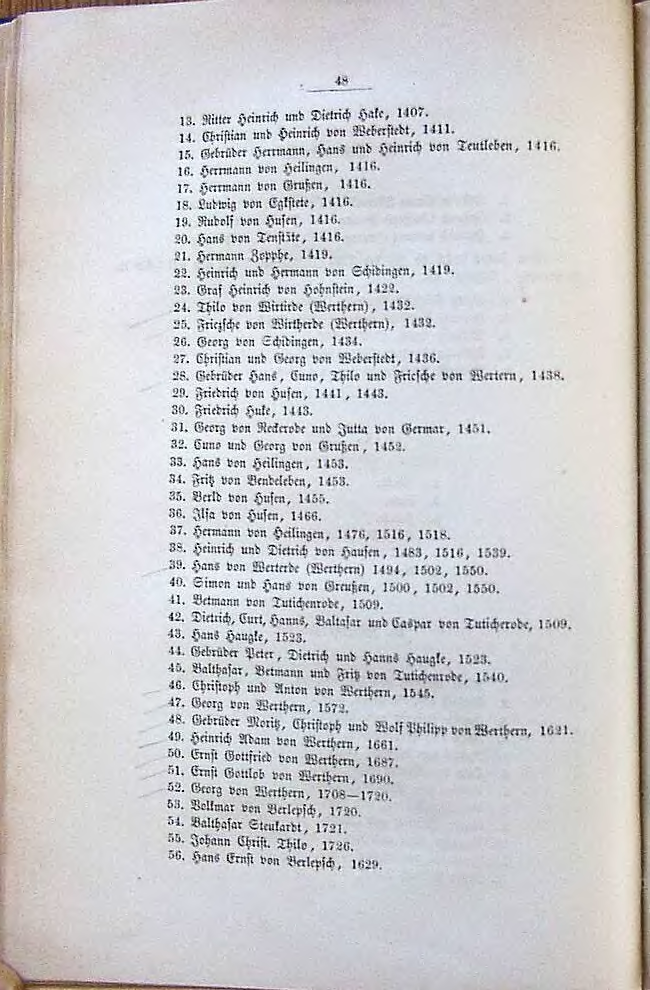 48
13. Ritter Heinrich und Dietrich Hake, 1407.
14. Christian und Heinrich von Weberstedt, 1411.
15. Gebrüder Herrmann, Hans und Heinrich von Teutleben, 1416.
16. Herrmann von Heilingen, 1416.
17. Herrmann von Grußen, 1416.
18. Ludwig von Egkstete, 1416.
19. Rudolf von Husen, 1416.
20. Hans von Tenstäte, 1416.
21. Hermann Zopphe, 1419.
22. Heinrich und Hermann von Schidingen, 1419.
23. Graf Heinrich von Hohnstein, 1422.
24. Thilo von Wirtirde (Werthern), 1432.
25. Friezsche von Wirtherde (Werthern), 1432.
26. Georg von Schidingen, 1434.
27. Christian und Georg von Weberstedt, 1436.
28. Gebrüder Hans, Cuno, Thilo und Friesche von Wertern, 1438.
29. Friedrich von Husen, 1441, 1443.
30. Friedrich Huke, 1443.
31. Georg von Reckerode und Jutta von Germar, 1451.
32. Cuno und Georg von Grußen, 1452.
33. Hans von Heilingen, 1453.
34. Fritz von Bendeleben, 1453.
35. Berld von Husen, 1455.
36. Ilsa von Husen, 1466.
37. Hermann von Heilingen, 1476, 1516, 1518.
38. Heinrich und Dietrich von Hausen, 1483, 1516, 1539.
39. Hans von Werterde (Werthern) 1494, 1502, 1550.
40. Simon und Hans von Greußen, 1500, 1502, 1550.
41. Betmann von Tutichenrode, 1509.
42. Dietrich, Curt, Hanns, Baltasar und Caspar von Tuticherode, 1509.
43. Hans Haugke, 1523.
44. Gebrüder Peter, Dietrich und Hanns Haugke, 1523.
45. Balthasar, Betmann und Fritz von Tutichenrode, 1540.
46. Christoph und Anton von Werthern, 1545.
47. Georg von Werthern, 1572.
48. Gebrüder Moritz, Christoph und Wolf Philipp von Werthern, 1621.
49. Heinrich Adam von Werthern, 1661.
50. Ernst Gottfried von Werthern, 1687.
51. Ernst Gottlob von Werthern, 1690.
52. Georg von Werthern, 1708—1720.
53. Volkmar von Berlepsch, 1720.
54. Balthasar Steukardt, 1721.
55. Johann Christ. Thilo, 1726.
56. Hans Ernst von Berlepsch, 1629.